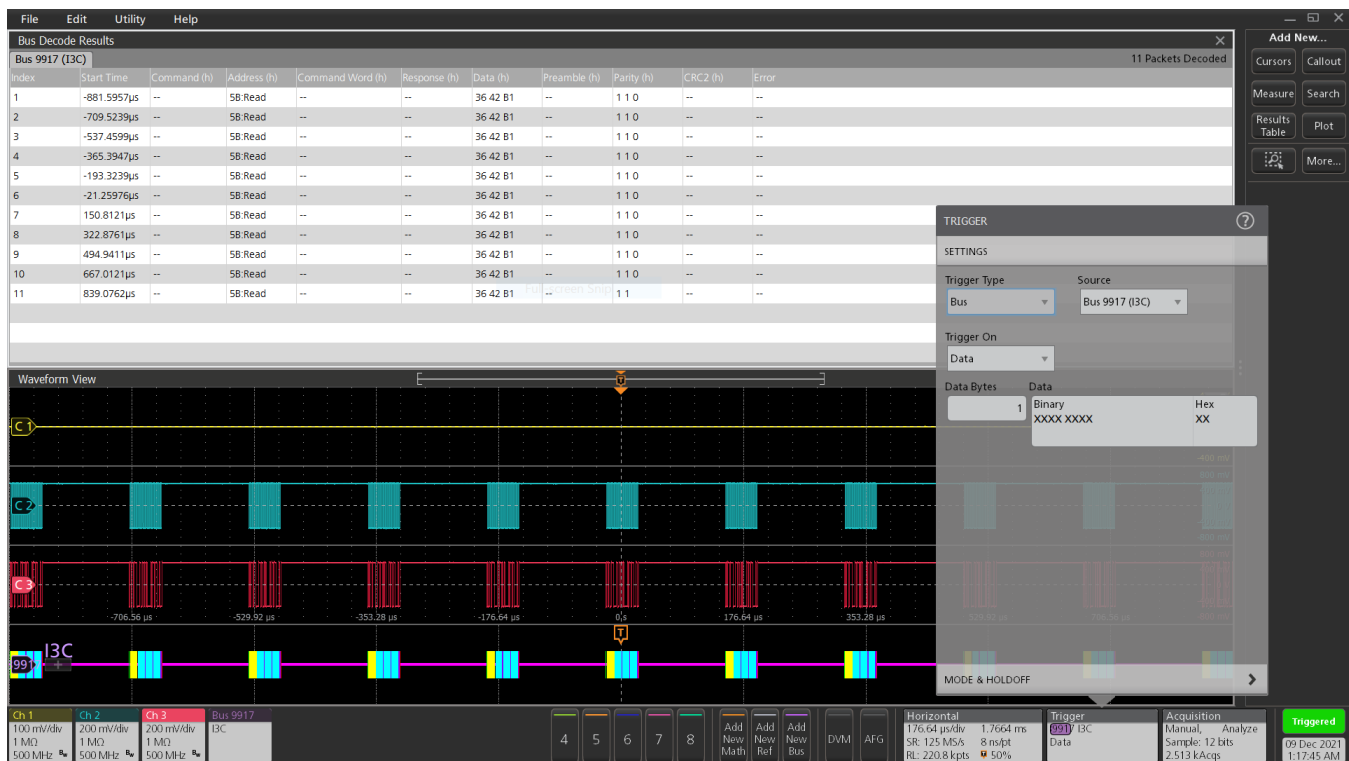 File Edit Utility Help
Bus Decode Results
Bus 9917 (I3C) 11 Packets Decoded
Index Start Time Command (h) Address (h) Command Word (h) Response (h) Data (h) Preamble (h) Parity (h) CRC2 (h) Error
1 -881.5957µs -- 5B:Read -- -- 36 42 B1 -- 1 1 0 -- --
2 -709.5239µs -- 5B:Read -- -- 36 42 B1 -- 1 1 0 -- --
3 -537.4599µs -- 5B:Read -- -- 36 42 B1 -- 1 1 0 -- --
4 -365.3947µs -- 5B:Read -- -- 36 42 B1 -- 1 1 0 -- --
5 -193.3239µs -- 5B:Read -- -- 36 42 B1 -- 1 1 0 -- --
6 -21.25976µs -- 5B:Read -- -- 36 42 B1 -- 1 1 0 -- --
7 150.8121µs -- 5B:Read -- -- 36 42 B1 -- 1 1 0 -- --
8 322.8761µs -- 5B:Read -- -- 36 42 B1 -- 1 1 0 -- --
9 494.9411µs -- 5B:Read -- -- 36 42 B1 -- 1 1 0 -- --
10 667.0121µs -- 5B:Read -- -- 36 42 B1 -- 1 1 0 -- --
11 839.0762µs -- 5B:Read -- -- 36 42 B1 -- 1 1 -- --
Full-screen Snip
Add New...
Cursors Callout
Measure Search
Results Table Plot
More...
TRIGGER
SETTINGS
Trigger Type Source
Bus Bus 9917 (I3C)
Trigger On
Data
Data Bytes Data
1 Binary Hex
XXXX XXXX XX
MODE & HOLDOFF
Waveform View
T
C 1
-400 mV
800 mV
C 2
-800 mV
C 3
-706.56 µs -529.92 µs -353.28 µs -176.64 µs 0 s 176.64 µs 353.28 µs
T
991 I3C
+
Ch 1
100 mV/div
1 MΩ
500 MHz Bw
Ch 2
200 mV/div
1 MΩ
500 MHz Bw
Ch 3
200 mV/div
1 MΩ
500 MHz Bw
Bus 9917
I3C
4 5 6 7 8
Add New Math
Add New Ref
Add New Bus
DVM AFG
Horizontal
176.64 µs/div 1.7664 ms
SR: 125 MS/s 8 ns/pt
RL: 220.8 kpts 50%
Trigger
9917 I3C
Data
Acquisition
Manual, Analyze
Sample: 12 bits
2.513 kAcqs
Triggered
09 Dec 2021
1:17:45 AM